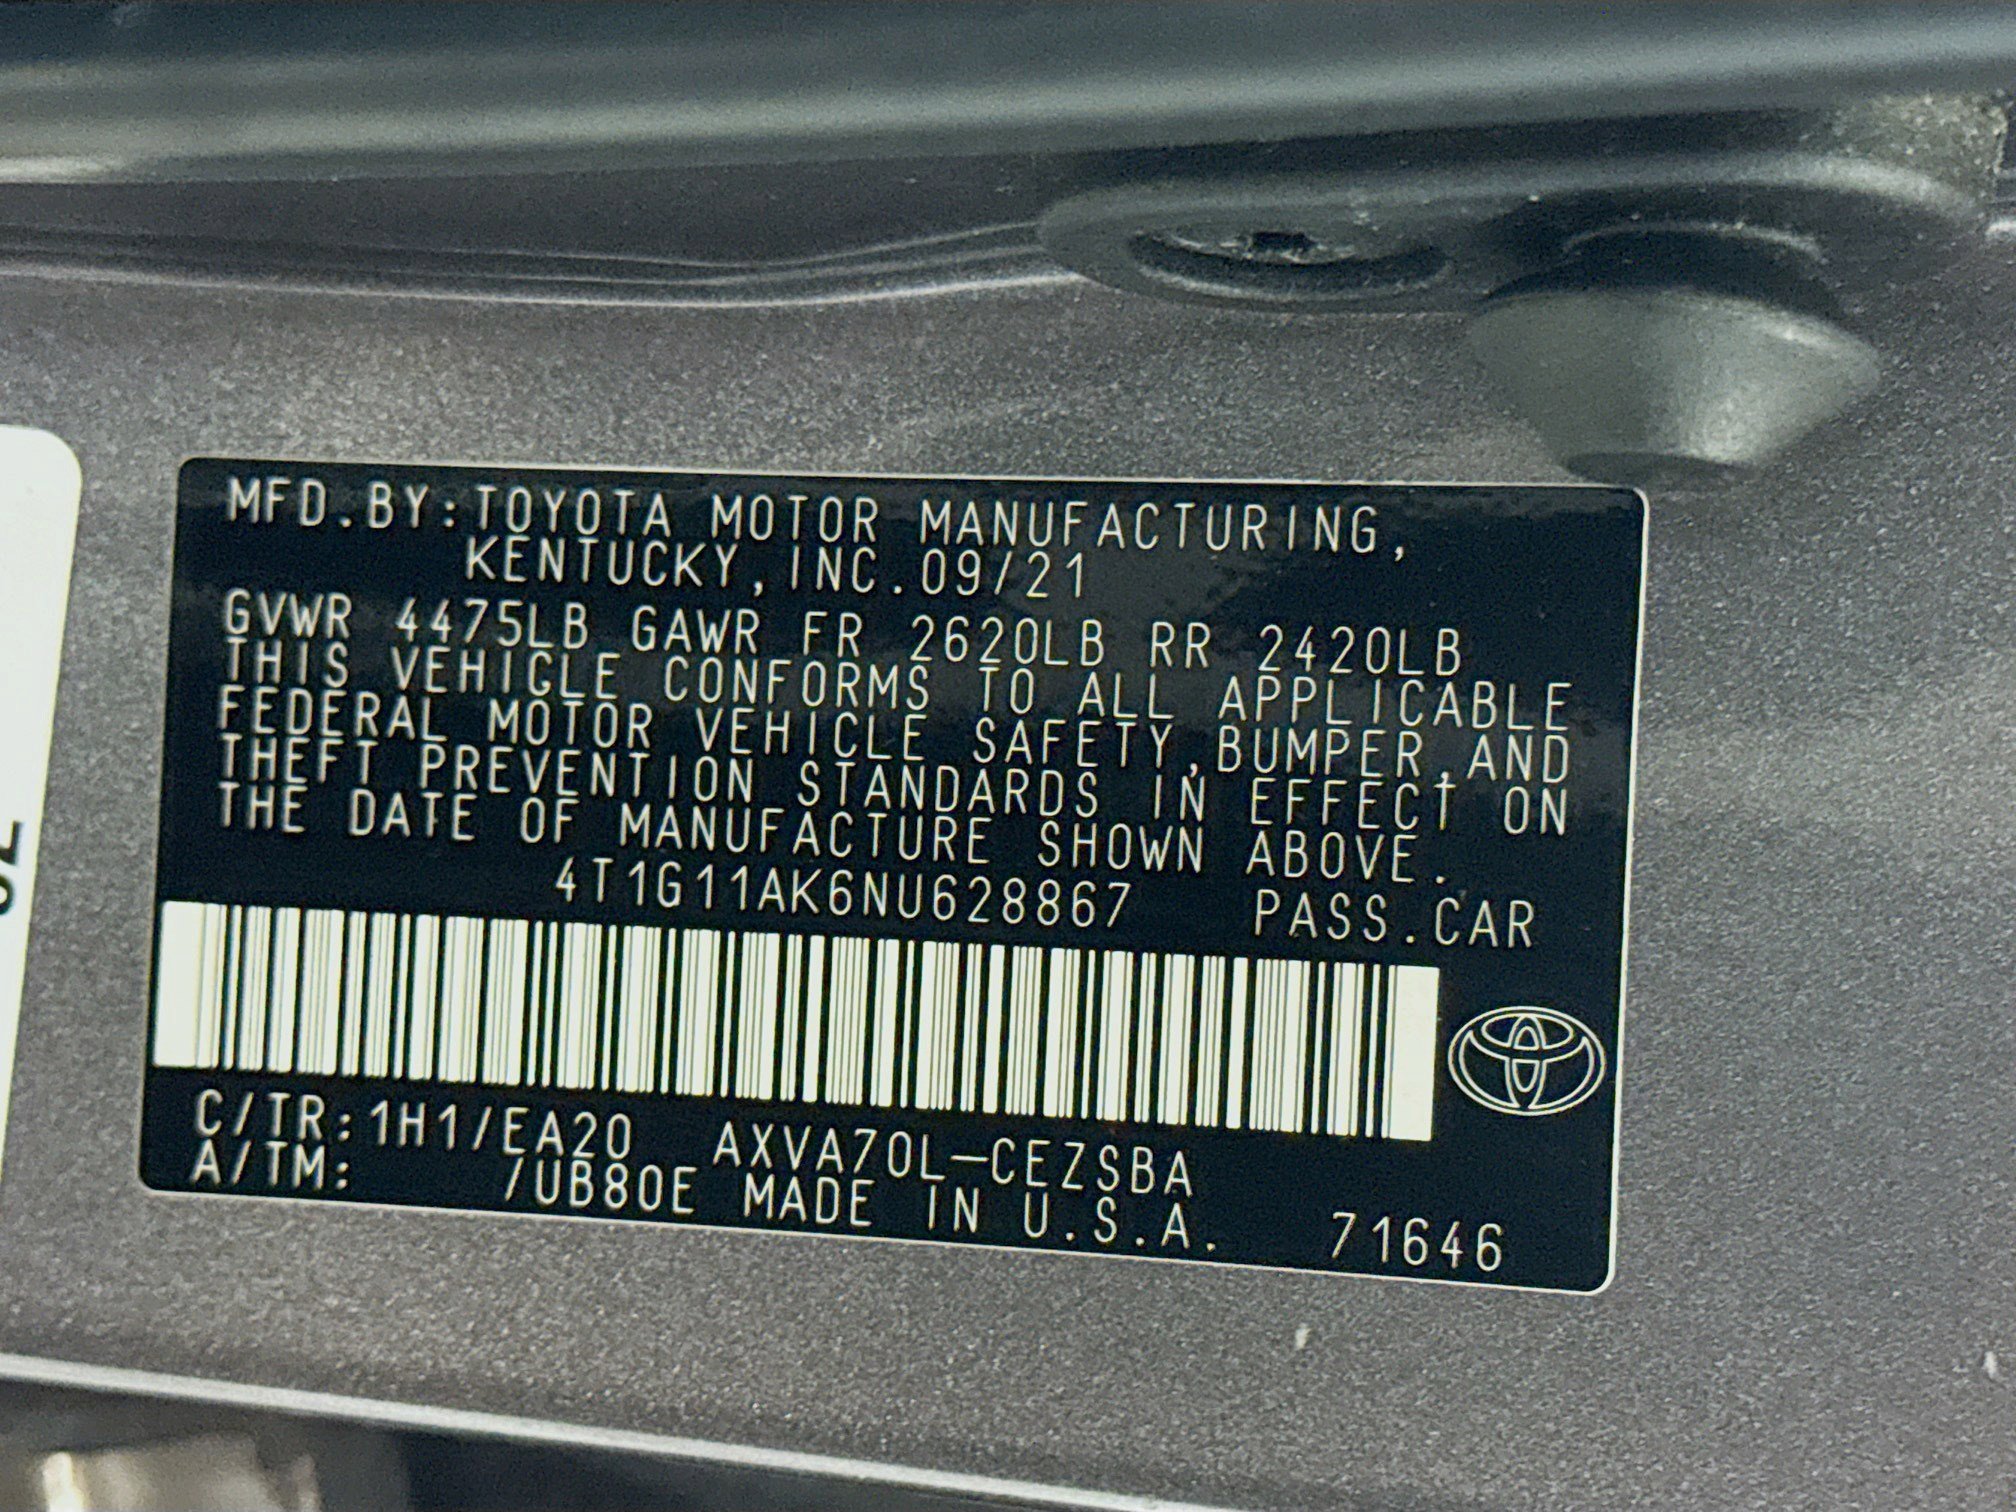 MFD.BY:TOYOTA MOTOR MANUFACTURING,
KENTUCKY,INC.09/21
GVWR 4475LB GAWR FR 2620LB RR 2420LB
THIS VEHICLE CONFORMS TO ALL APPLICABLE
FEDERAL MOTOR VEHICLE SAFETY,BUMPER,AND
THEFT PREVENTION STANDARDS IN EFFECT ON
THE DATE OF MANUFACTURE SHOWN ABOVE.
4T1G11AK6NU628867 PASS.CAR
C/TR:1H1/EA20 AXVA70L-CEZSBA
A/TM: /UB80E MADE IN U.S.A. 71646